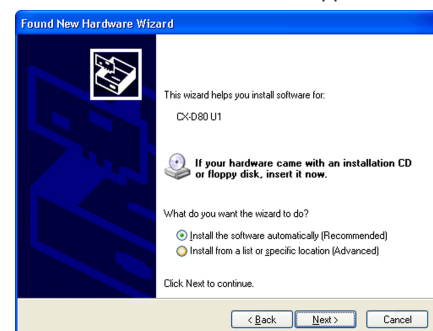 Found New Hardware Wizard
This wizard helps you install software for:
CX-D80 U1
If your hardware came with an installation CD
or floppy disk, insert it now.
What do you want the wizard to do?
Install the software automatically (Recommended)
Install from a list or specific location (Advanced)
Click Next to continue.
< Back Next > Cancel